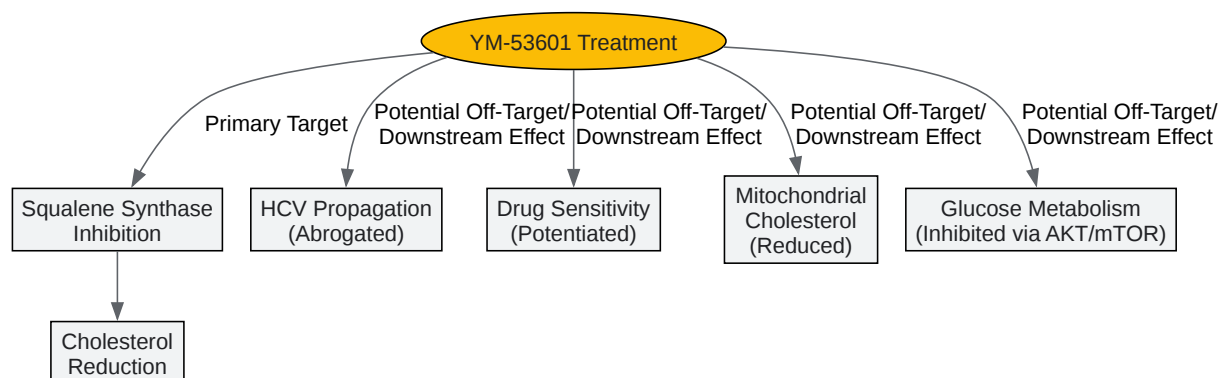 YM-53601 Treatment
Primary Target
Potential Off-Target/
Downstream Effect
Potential Off-Target/
Downstream Effect
Potential Off-Target/
Downstream Effect
Potential Off-Target/
Downstream Effect
Squalene Synthase
Inhibition
HCV Propagation
(Abrogated)
Drug Sensitivity
(Potentiated)
Mitochondrial
Cholesterol
(Reduced)
Glucose Metabolism
(Inhibited via AKT/mTOR)
Cholesterol
Reduction